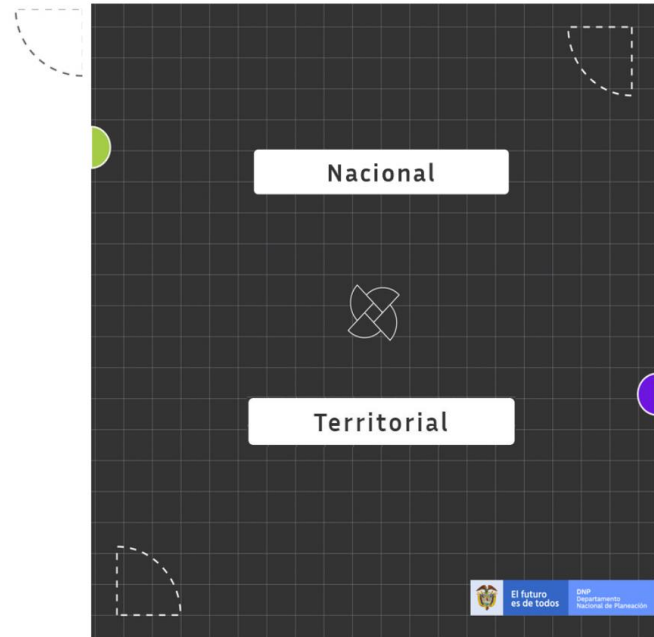 Nacional
Territorial
El futuro
es de todos
DNP
Departamento
Nacional de Planeación